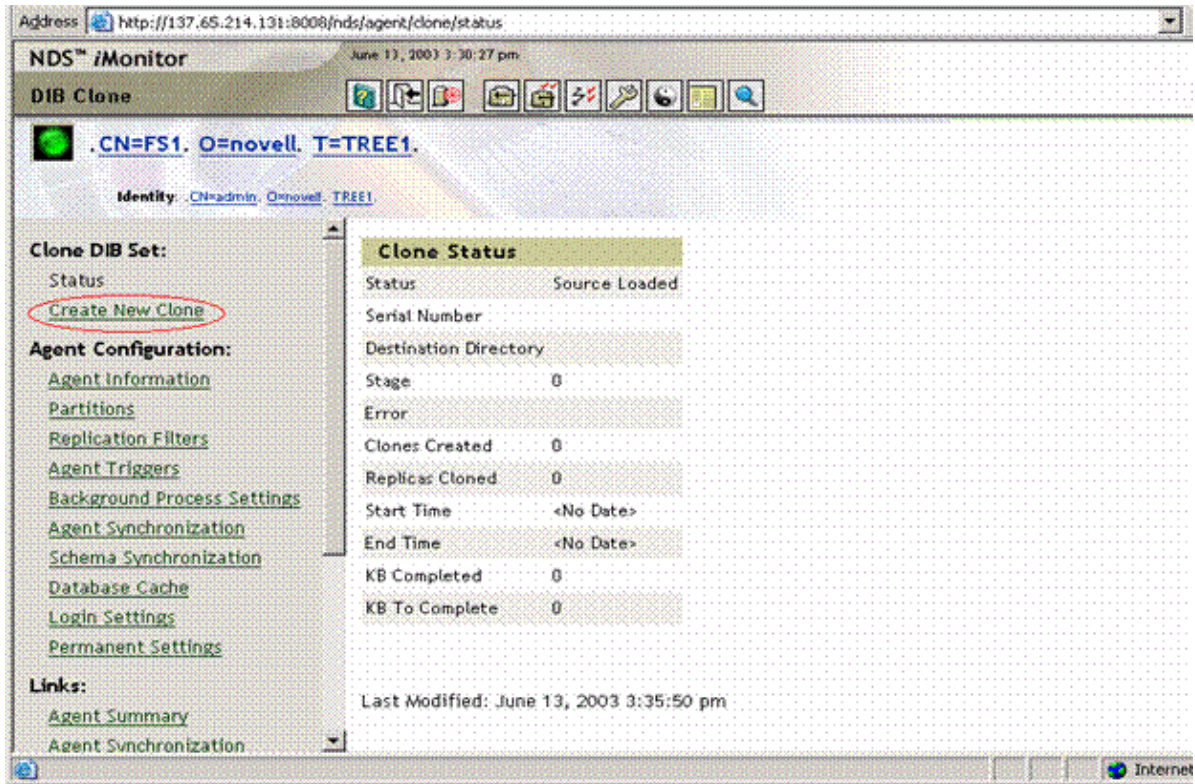 Address http://137.65.214.131:8008/nds/agent/clone/status
NDS™ iMonitor
June 13, 2003 3:30:27 pm
DIB Clone
.CN=FS1. O=novell. T=TREE1.
Identity: .CN=admin. O=novell. TREE1.
Clone DIB Set:
Status
Create New Clone
Agent Configuration:
Agent Information
Partitions
Replication Filters
Agent Triggers
Background Process Settings
Agent Synchronization
Schema Synchronization
Database Cache
Login Settings
Permanent Settings
Links:
Agent Summary
Agent Synchronization
Clone Status
Status Source Loaded
Serial Number
Destination Directory
Stage 0
Error
Clones Created 0
Replicas Cloned 0
Start Time <No Date>
End Time <No Date>
KB Completed 0
KB To Complete 0
Last Modified: June 13, 2003 3:35:50 pm
Internet